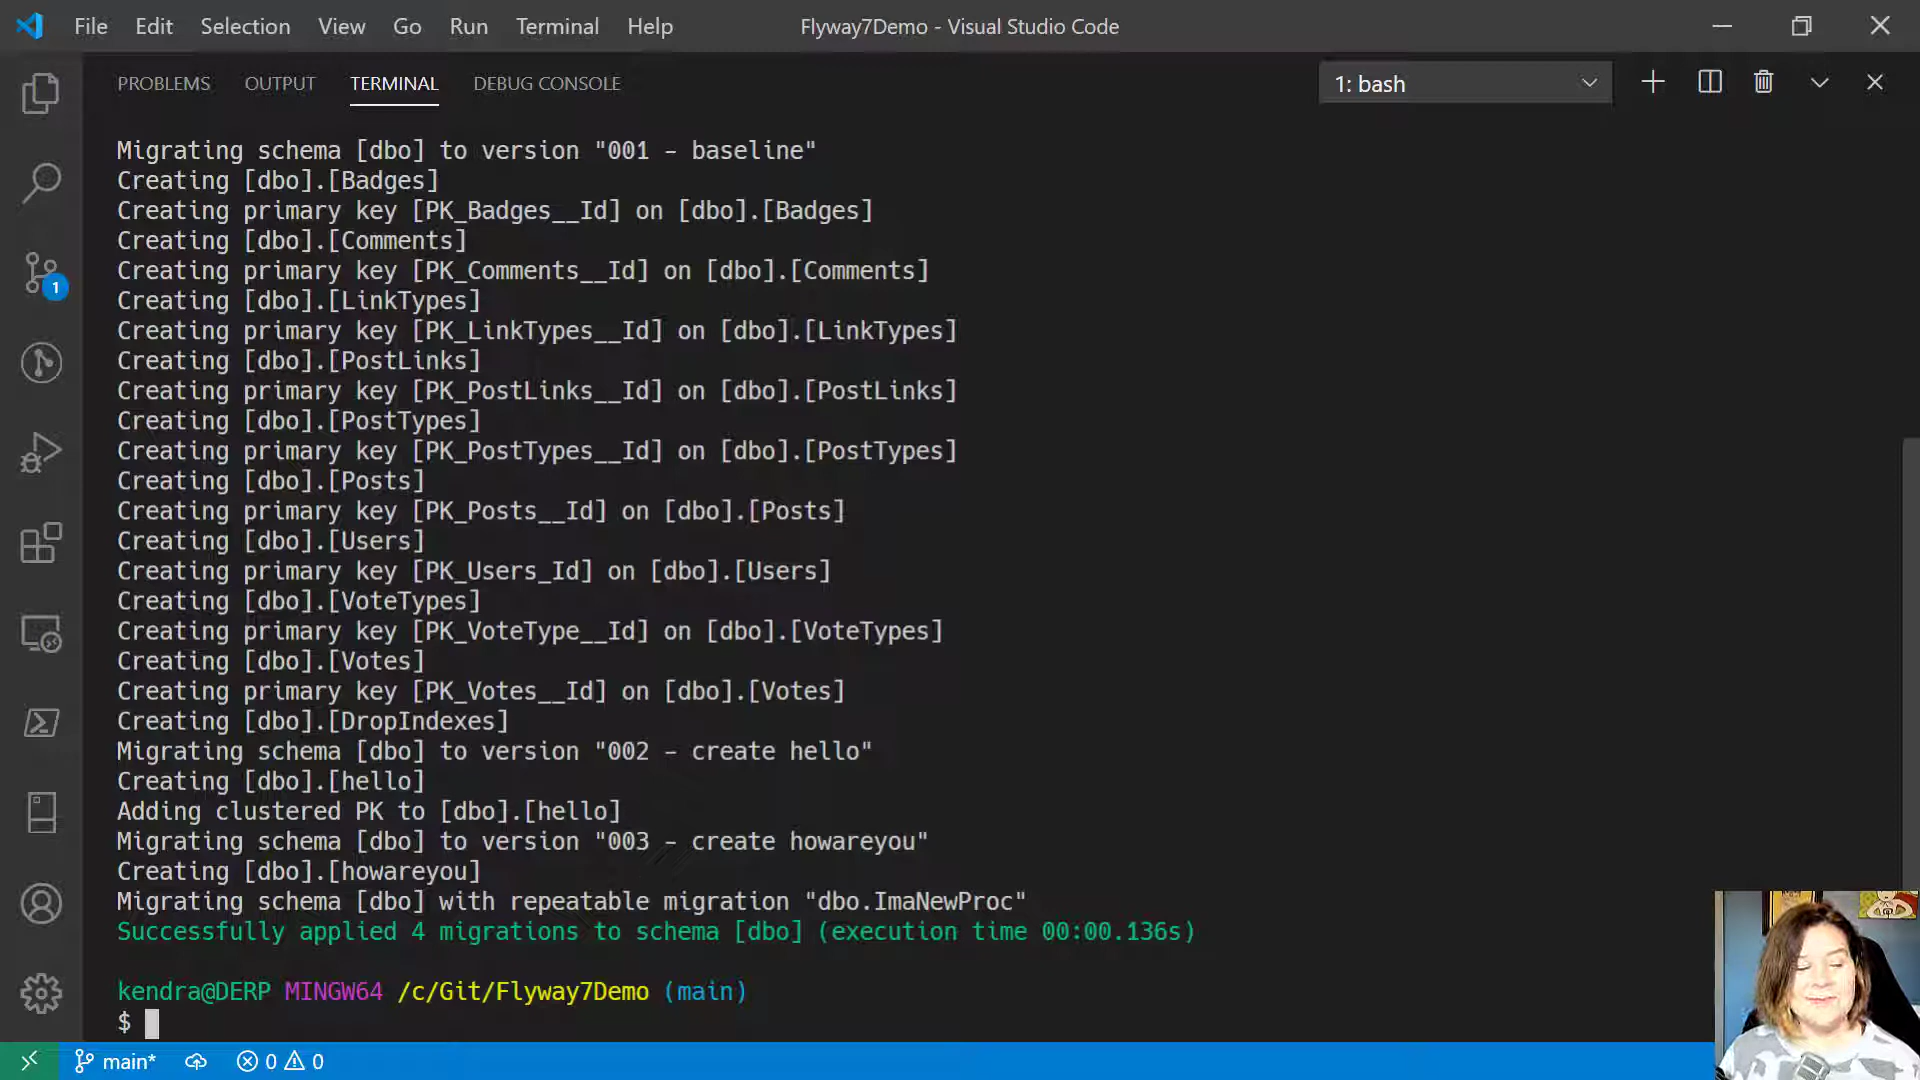 File Edit Selection View Go Run Terminal Help
Flyway7Demo - Visual Studio Code
PROBLEMS OUTPUT TERMINAL DEBUG CONSOLE
1: bash
Migrating schema [dbo] to version "001 - baseline"
Creating [dbo].[Badges]
Creating primary key [PK_Badges__Id] on [dbo].[Badges]
Creating [dbo].[Comments]
Creating primary key [PK_Comments__Id] on [dbo].[Comments]
Creating [dbo].[LinkTypes]
Creating primary key [PK_LinkTypes__Id] on [dbo].[LinkTypes]
Creating [dbo].[PostLinks]
Creating primary key [PK_PostLinks__Id] on [dbo].[PostLinks]
Creating [dbo].[PostTypes]
Creating primary key [PK_PostTypes__Id] on [dbo].[PostTypes]
Creating [dbo].[Posts]
Creating primary key [PK_Posts__Id] on [dbo].[Posts]
Creating [dbo].[Users]
Creating primary key [PK_Users_Id] on [dbo].[Users]
Creating [dbo].[VoteTypes]
Creating primary key [PK_VoteType__Id] on [dbo].[VoteTypes]
Creating [dbo].[Votes]
Creating primary key [PK_Votes__Id] on [dbo].[Votes]
Creating [dbo].[DropIndexes]
Migrating schema [dbo] to version "002 - create hello"
Creating [dbo].[hello]
Adding clustered PK to [dbo].[hello]
Migrating schema [dbo] to version "003 - create howareyou"
Creating [dbo].[howareyou]
Migrating schema [dbo] with repeatable migration "dbo.ImaNewProc"
Successfully applied 4 migrations to schema [dbo] (execution time 00:00.136s)
kendra@DERP MINGW64 /c/Git/Flyway7Demo (main)
$
1
main* 0 0